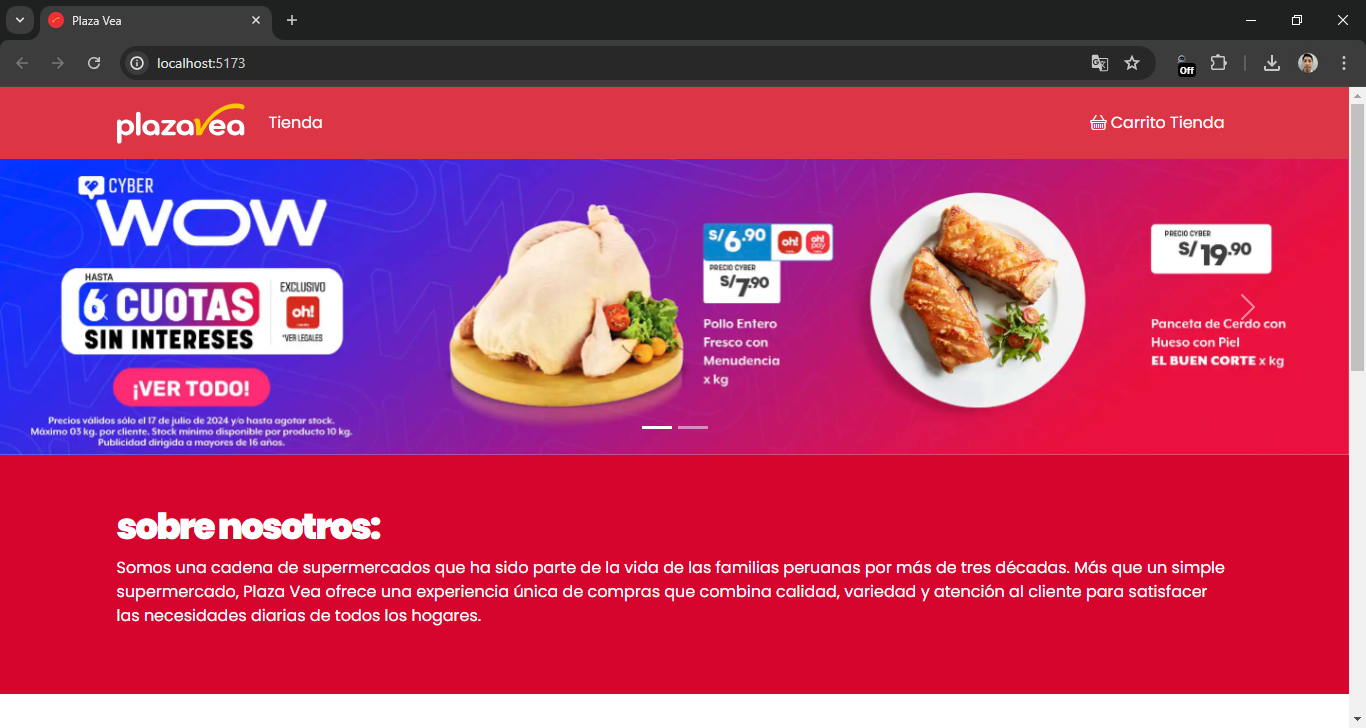 Plaza Vea
localhost:5173
Off
plazavea
Tienda
Carrito Tienda
CYBER
WOW
HASTA
6 CUOTAS
SIN INTERESES
EXCLUSIVO
oh!
*VER LEGALES
¡VER TODO!
Precios válidos sólo el 17 de julio de 2024 y/o hasta agotar stock.
Máximo 03 kg. por cliente. Stock mínimo disponible por producto 10 kg.
Publicidad dirigida a mayores de 16 años.
S/6.90
oh!
oh! pay
PRECIO CYBER
S/7.90
Pollo Entero
Fresco con
Menudencia
x kg
PRECIO CYBER
S/19.90
Panceta de Cerdo con
Hueso con Piel
EL BUEN CORTE x kg
sobre nosotros:
Somos una cadena de supermercados que ha sido parte de la vida de las familias peruanas por más de tres décadas. Más que un simple
supermercado, Plaza Vea ofrece una experiencia única de compras que combina calidad, variedad y atención al cliente para satisfacer
las necesidades diarias de todos los hogares.